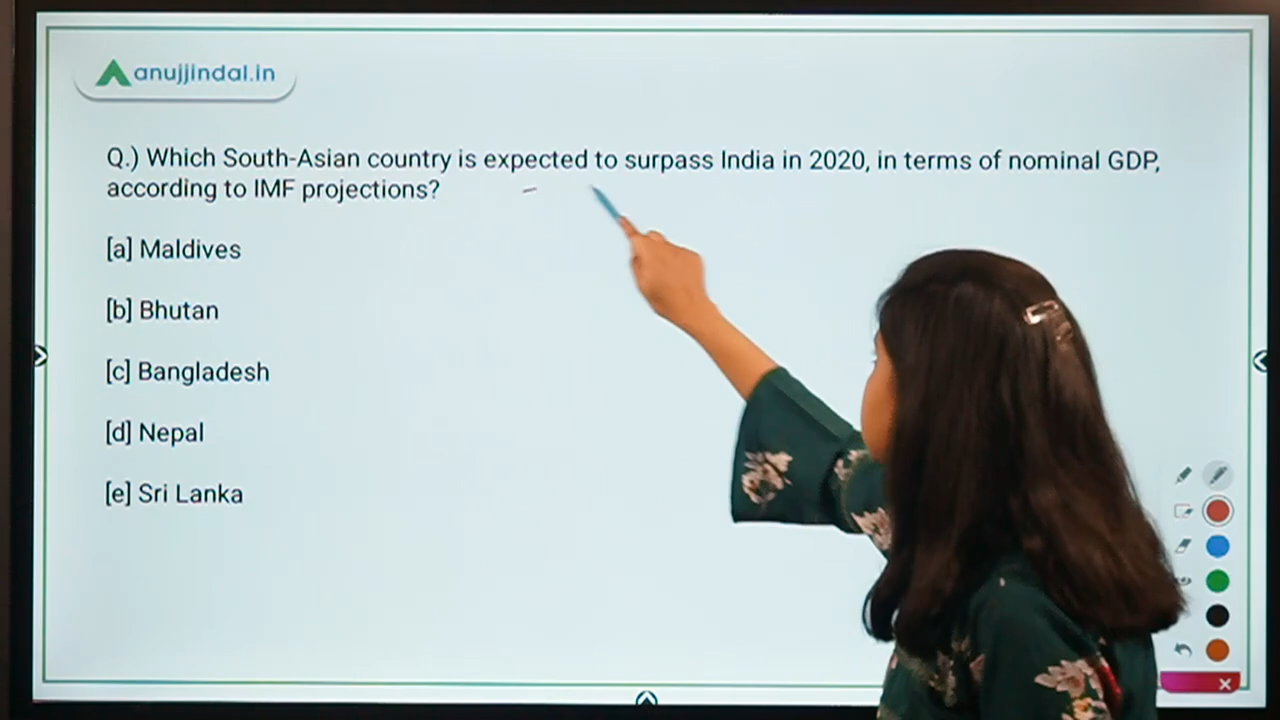 anujjindal.in
Q.) Which South-Asian country is expected to surpass India in 2020, in terms of nominal GDP,
according to IMF projections?
[a] Maldives
[b] Bhutan
[c] Bangladesh
[d] Nepal
[e] Sri Lanka